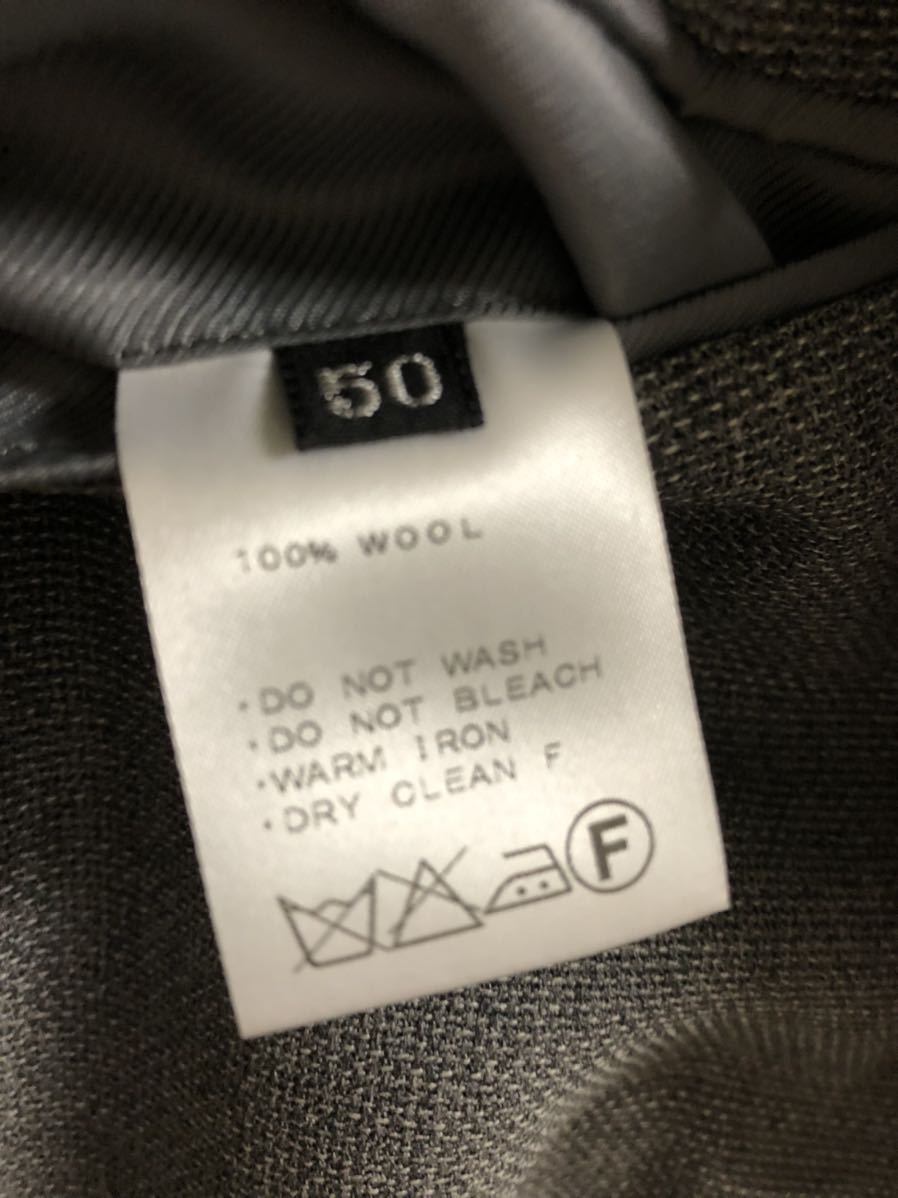 50
100% WOOL
·DO NOT WASH
·DO NOT BLEACH
·WARM IRON
·DRY CLEAN F
F